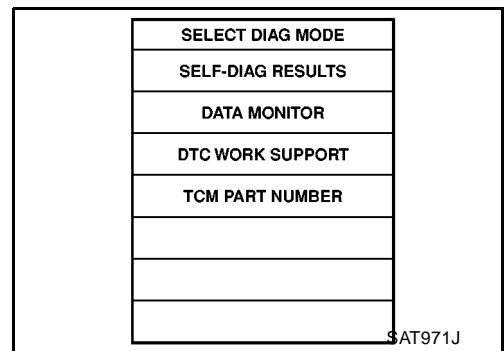 SELECT DIAG MODE
SELF-DIAG RESULTS
DATA MONITOR
DTC WORK SUPPORT
TCM PART NUMBER
SAT971J